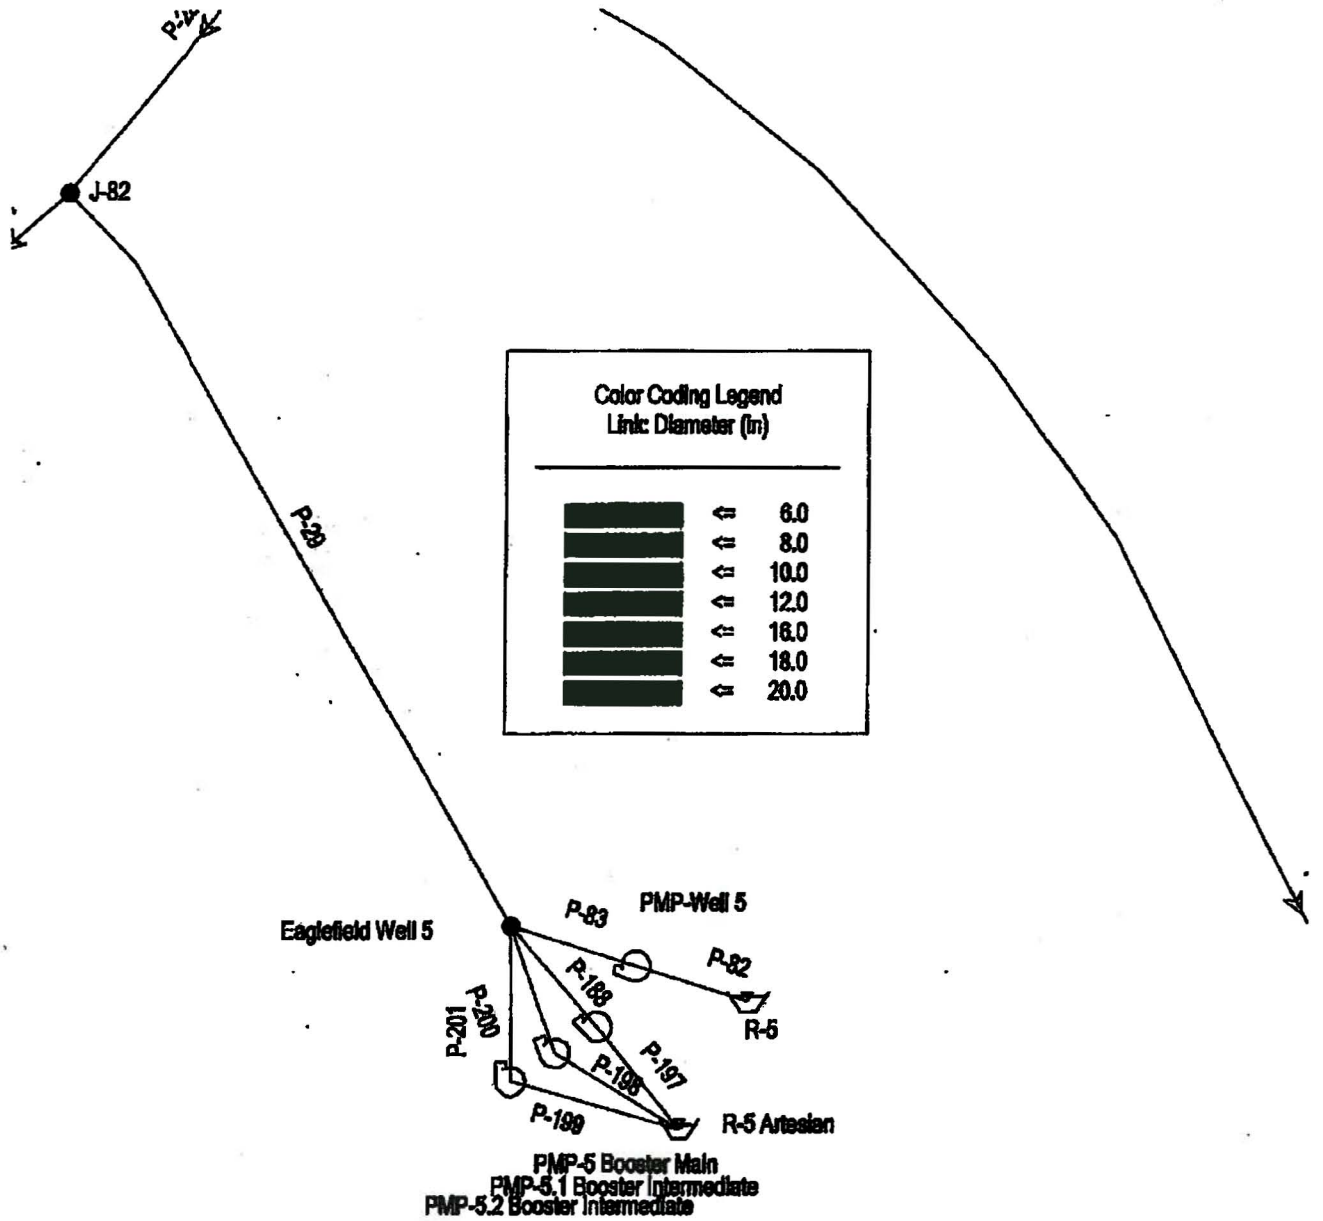 J-82
Color Coding Legend
Link: Diameter (in)
6.0
8.0
10.0
12.0
16.0
18.0
20.0
P-29
PMP-Well 5
P-83
Eaglefield Well 5
P-82
P-188
P-200
P-201
R-5
P-197
P-198
P-199
R-5 Artesian
PMP-5 Booster Main
PMP-5.1 Booster Intermediate
PMP-5.2 Booster Intermediate